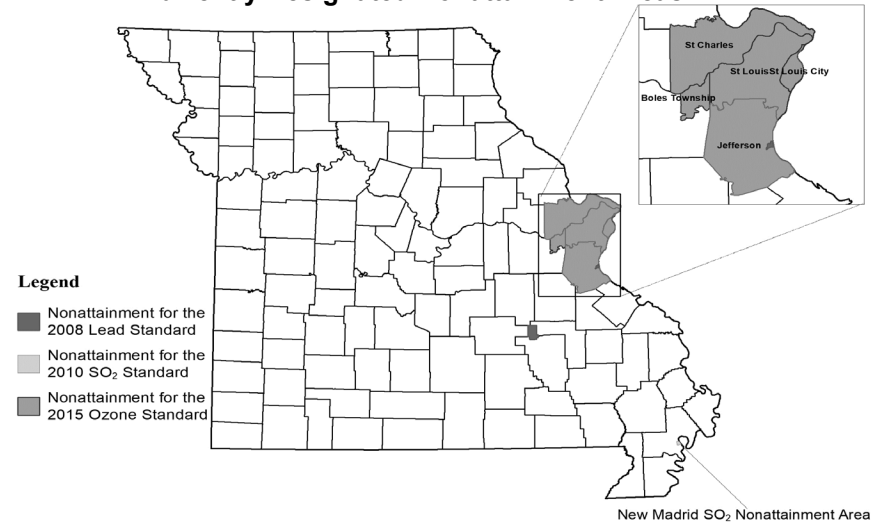 St Charles
St Louis St Louis City
Boles Township
Jefferson
Legend
Nonattainment for the
2008 Lead Standard
Nonattainment for the
2010 SO₂ Standard
Nonattainment for the
2015 Ozone Standard
New Madrid SO₂ Nonattainment Area